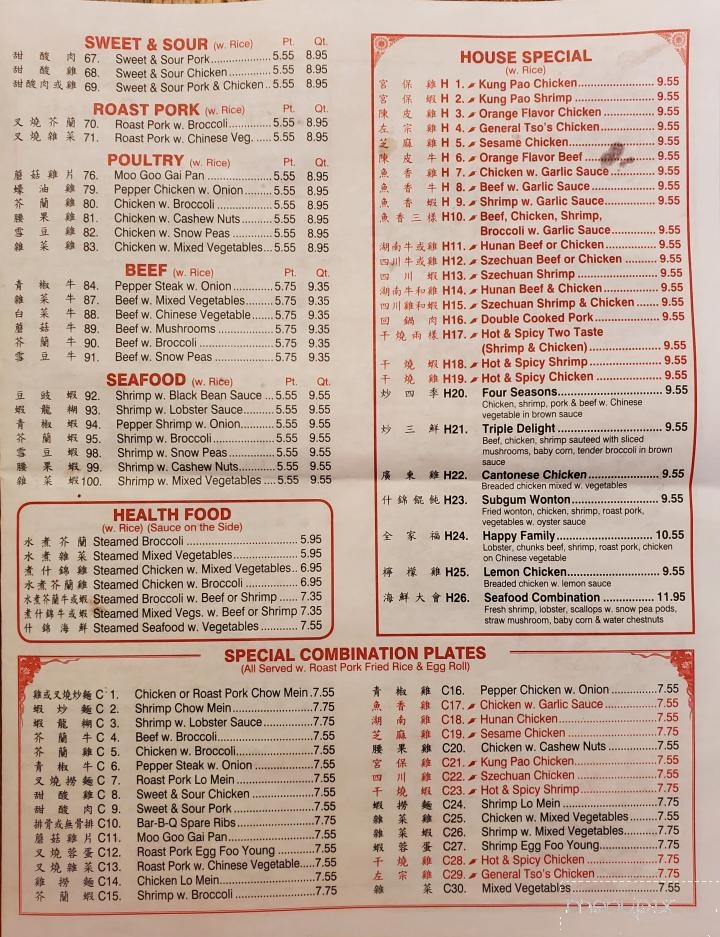 SWEET & SOUR (w. Rice) Pt. Qt.
甜 酸 肉 67. Sweet & Sour Pork 5.55 8.95
甜 酸 雞 68. Sweet & Sour Chicken 5.55 8.95
甜酸肉或雞 69. Sweet & Sour Pork & Chicken 5.55 8.95
ROAST PORK (w. Rice) Pt. Qt.
叉燒芥蘭 70. Roast Pork w. Broccoli 5.55 8.95
叉燒雜菜 71. Roast Pork w. Chinese Veg. 5.55 8.95
POULTRY (w. Rice) Pt. Qt.
蘑菇雞片 76. Moo Goo Gai Pan 5.55 8.95
蠔油雞 79. Pepper Chicken w. Onion 5.55 8.95
芥蘭雞 80. Chicken w. Broccoli 5.55 8.95
腰果雞 81. Chicken w. Cashew Nuts 5.55 8.95
雪豆雞 82. Chicken w. Snow Peas 5.55 8.95
雜菜雞 83. Chicken w. Mixed Vegetables 5.55 8.95
BEEF (w. Rice) Pt. Qt.
青椒牛 84. Pepper Steak w. Onion 5.75 9.35
雜菜牛 87. Beef w. Mixed Vegetables 5.75 9.35
白菜牛 88. Beef w. Chinese Vegetable 5.75 9.35
蘑菇牛 89. Beef w. Mushrooms 5.75 9.35
芥蘭牛 90. Beef w. Broccoli 5.75 9.35
雪豆牛 91. Beef w. Snow Peas 5.75 9.35
SEAFOOD (w. Rice) Pt. Qt.
豆豉蝦 92. Shrimp w. Black Bean Sauce 5.55 9.55
蝦龍糊 93. Shrimp w. Lobster Sauce 5.55 9.55
青椒蝦 94. Pepper Shrimp w. Onion 5.55 9.55
芥蘭蝦 95. Shrimp w. Broccoli 5.55 9.55
雪豆蝦 98. Shrimp w. Snow Peas 5.55 9.55
腰果蝦 99. Shrimp w. Cashew Nuts 5.55 9.55
雜菜蝦 100. Shrimp w. Mixed Vegetables 5.55 9.55
HEALTH FOOD
(w. Rice) (Sauce on the Side)
水煮芥蘭 Steamed Broccoli 5.95
水煮雜菜 Steamed Mixed Vegetables 5.95
煮什錦雞 Steamed Chicken w. Mixed Vegetables 6.95
水煮芥蘭雞 Steamed Chicken w. Broccoli 6.95
水煮芥蘭牛或蝦 Steamed Broccoli w. Beef or Shrimp 7.35
煮什錦牛或蝦 Steamed Mixed Vegs. w. Beef or Shrimp 7.35
什錦海鮮 Steamed Seafood w. Vegetables 7.55
HOUSE SPECIAL
(w. Rice)
宮保雞 H 1. Kung Pao Chicken 9.55
宮保蝦 H 2. Kung Pao Shrimp 9.55
陳皮雞 H 3. Orange Flavor Chicken 9.55
左宗雞 H 4. General Tso's Chicken 9.55
芝麻雞 H 5. Sesame Chicken 9.55
陳皮牛 H 6. Orange Flavor Beef 9.55
魚香雞 H 7. Chicken w. Garlic Sauce 9.55
魚香牛 H 8. Beef w. Garlic Sauce 9.55
魚香蝦 H 9. Shrimp w. Garlic Sauce 9.55
魚香三樣 H10. Beef, Chicken, Shrimp,
Broccoli w. Garlic Sauce 9.55
湖南牛或雞 H11. Hunan Beef or Chicken 9.55
四川牛或雞 H12. Szechuan Beef or Chicken 9.55
四川蝦 H13. Szechuan Shrimp 9.55
湖南牛和雞 H14. Hunan Beef & Chicken 9.55
四川雞和蝦 H15. Szechuan Shrimp & Chicken 9.55
回鍋肉 H16. Double Cooked Pork 9.55
干燒兩樣 H17. Hot & Spicy Two Taste
(Shrimp & Chicken) 9.55
干燒蝦 H18. Hot & Spicy Shrimp 9.55
干燒雞 H19. Hot & Spicy Chicken 9.55
炒四季 H20. Four Seasons 9.55
Chicken, shrimp, pork & beef w. Chinese
vegetable in brown sauce
炒三鮮 H21. Triple Delight 9.55
Beef, chicken, shrimp sauteed with sliced
mushrooms, baby corn, tender broccoli in brown
sauce
廣東雞 H22. Cantonese Chicken 9.55
Breaded chicken mixed w. vegetables
什錦餛飩 H23. Subgum Wonton 9.55
Fried wonton, chicken, shrimp, roast pork,
vegetables w. oyster sauce
全家福 H24. Happy Family 10.55
Lobster, chunks beef, shrimp, roast pork, chicken
on Chinese vegetable
檸檬雞 H25. Lemon Chicken 9.55
Breaded chicken w. lemon sauce
海鮮大會 H26. Seafood Combination 11.95
Fresh shrimp, lobster, scallops w. snow pea pods,
straw mushroom, baby corn & water chestnuts
SPECIAL COMBINATION PLATES
(All Served w. Roast Pork Fried Rice & Egg Roll)
雞或叉燒炒麵 C 1. Chicken or Roast Pork Chow Mein 7.55
蝦炒麵 C 2. Shrimp Chow Mein 7.75
蝦龍糊 C 3. Shrimp w. Lobster Sauce 7.75
芥蘭牛 C 4. Beef w. Broccoli 7.55
芥蘭雞 C 5. Chicken w. Broccoli 7.55
青椒牛 C 6. Pepper Steak w. Onion 7.55
叉燒撈麵 C 7. Roast Pork Lo Mein 7.55
甜酸雞 C 8. Sweet & Sour Chicken 7.55
甜酸肉 C 9. Sweet & Sour Pork 7.55
排骨或無骨排 C10. Bar-B-Q Spare Ribs 7.75
蘑菇雞片 C11. Moo Goo Gai Pan 7.55
叉燒蓉蛋 C12. Roast Pork Egg Foo Young 7.55
叉燒雜菜 C13. Roast Pork w. Chinese Vegetable 7.55
雞撈麵 C14. Chicken Lo Mein 7.55
芥蘭蝦 C15. Shrimp w. Broccoli 7.75
青椒雞 C16. Pepper Chicken w. Onion 7.55
魚香雞 C17. Chicken w. Garlic Sauce 7.55
湖南雞 C18. Hunan Chicken 7.55
芝麻雞 C19. Sesame Chicken 7.75
腰果雞 C20. Chicken w. Cashew Nuts 7.55
宮保雞 C21. Kung Pao Chicken 7.55
四川雞 C22. Szechuan Chicken 7.55
干燒蝦 C23. Hot & Spicy Shrimp 7.75
蝦撈麵 C24. Shrimp Lo Mein 7.75
雜菜雞 C25. Chicken w. Mixed Vegetables 7.55
雜菜蝦 C26. Shrimp w. Mixed Vegetables 7.75
蝦蓉蛋 C27. Shrimp Egg Foo Young 7.75
干燒雞 C28. Hot & Spicy Chicken 7.75
左宗雞 C29. General Tso's Chicken 7.75
雜菜 C30. Mixed Vegetables 7.55
menupix